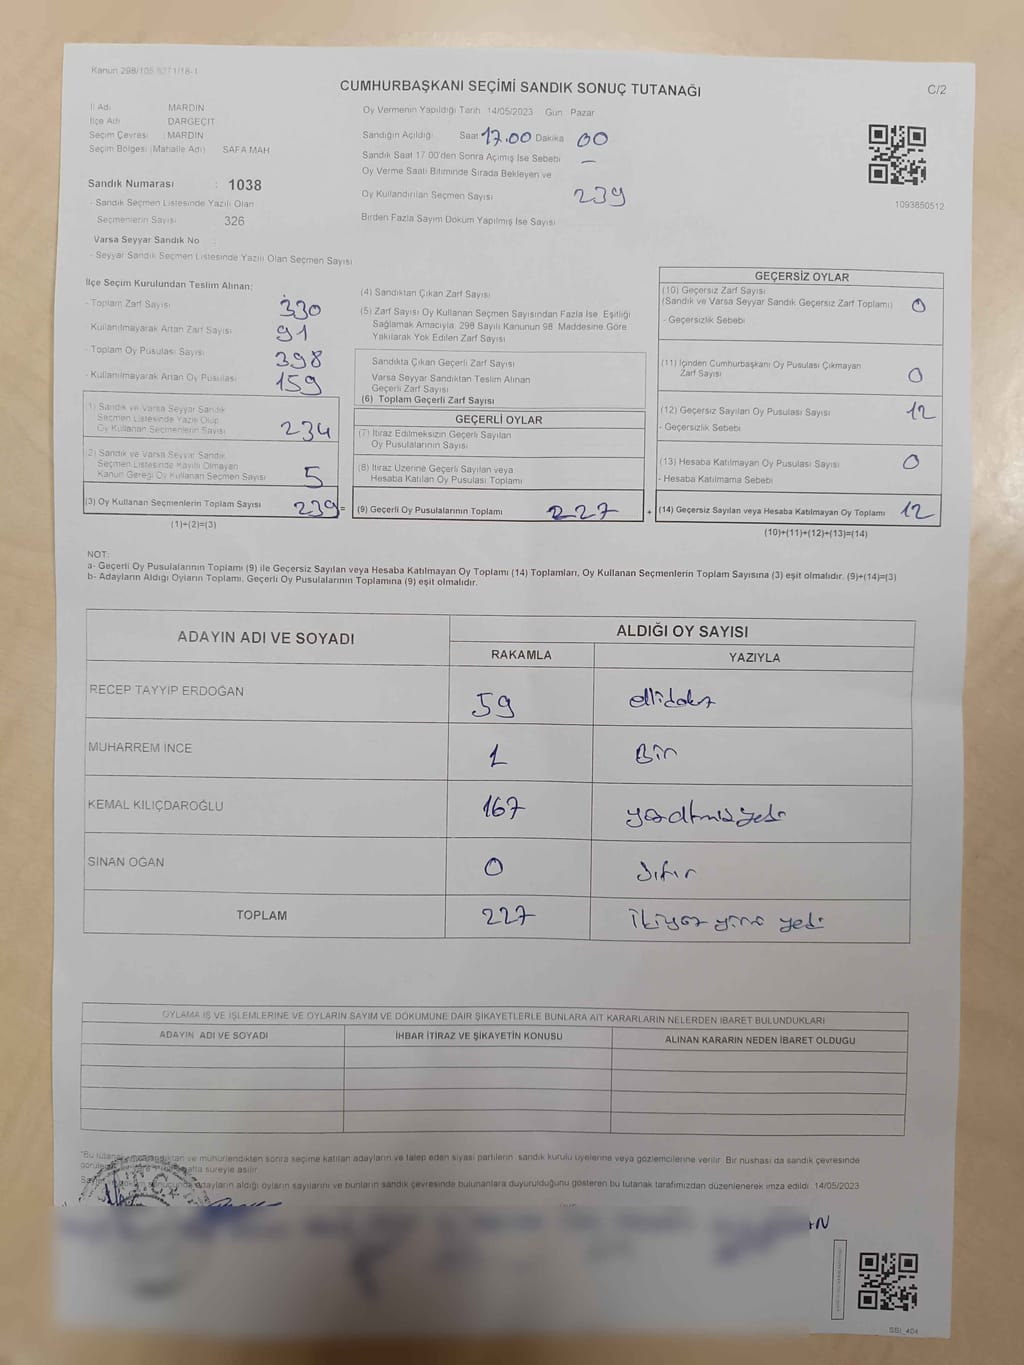 Kanun 298/105 6271/18-1
CUMHURBAŞKANI SEÇİMİ SANDIK SONUÇ TUTANAĞI
C/2
İl Adı MARDİN
İlçe Adı DARGEÇİT
Seçim Çevresi : MARDİN
Seçim Bölgesi (Mahalle Adı) SAFA MAH
Sandık Numarası : 1038
- Sandık Seçmen Listesinde Yazılı Olan
Seçmenlerin Sayısı 326
Varsa Seyyar Sandık No :
- Seyyar Sandık Seçmen Listesinde Yazılı Olan Seçmen Sayısı
Oy Vermenin Yapıldığı Tarih 14/05/2023 Gün Pazar
Sandığın Açıldığı Saat 17.00 Dakika 00
Sandık Saat 17:00'den Sonra Açımış İse Sebebi —
Oy Verme Saati Bitiminde Sırada Bekleyen ve
Oy Kullandırılan Seçmen Sayısı 239
Birden Fazla Sayım Döküm Yapılmış İse Sayısı
1093850512
İlçe Seçim Kurulundan Teslim Alınan;
- Toplam Zarf Sayısı 330
- Kullanılmayarak Artan Zarf Sayısı 91
- Toplam Oy Pusulası Sayısı 398
- Kullanılmayarak Artan Oy Pusulası 159
1) Sandık ve Varsa Seyyar Sandık
Seçmen Listesinde Yazılı Olup
Oy Kullanan Seçmenlerin Sayısı 234
2) Sandık ve Varsa Seyyar Sandık
Seçmen Listesinde Kayıtlı Olmayan
Kanun Gereği Oy Kullanan Seçmen Sayısı 5
(3) Oy Kullanan Seçmenlerin Toplam Sayısı 239 =
(1)+(2)=(3)
(4) Sandıktan Çıkan Zarf Sayısı
(5) Zarf Sayısı Oy Kullanan Seçmen Sayısından Fazla İse, Eşitliği
Sağlamak Amacıyla 298 Sayılı Kanunun 98. Maddesine Göre
Yakılarak Yok Edilen Zarf Sayısı
Sandıkta Çıkan Geçerli Zarf Sayısı
Varsa Seyyar Sandıktan Teslim Alınan
Geçerli Zarf Sayısı
(6) Toplam Geçerli Zarf Sayısı
GEÇERLİ OYLAR
(7) İtiraz Edilmeksizin Geçerli Sayılan
Oy Pusulalarının Sayısı
(8) İtiraz Üzerine Geçerli Sayılan veya
Hesaba Katılan Oy Pusulası Toplamı
(9) Geçerli Oy Pusulalarının Toplamı 227 +
GEÇERSİZ OYLAR
(10) Geçersiz Zarf Sayısı
(Sandık ve Varsa Seyyar Sandık Geçersiz Zarf Toplamı) 0
- Geçersizlik Sebebi
(11) İçinden Cumhurbaşkanı Oy Pusulası Çıkmayan
Zarf Sayısı 0
(12) Geçersiz Sayılan Oy Pusulası Sayısı 12
- Geçersizlik Sebebi
(13) Hesaba Katılmayan Oy Pusulası Sayısı 0
- Hesaba Katılmama Sebebi
(14) Geçersiz Sayılan veya Hesaba Katılmayan Oy Toplamı 12
(10)+(11)+(12)+(13)=(14)
NOT:
a- Geçerli Oy Pusulalarının Toplamı (9) ile Geçersiz Sayılan veya Hesaba Katılmayan Oy Toplamı (14) Toplamları, Oy Kullanan Seçmenlerin Toplam Sayısına (3) eşit olmalıdır. (9)+(14)=(3)
b- Adayların Aldığı Oyların Toplamı, Geçerli Oy Pusulalarının Toplamına (9) eşit olmalıdır.
ADAYIN ADI VE SOYADI
ALDIĞI OY SAYISI
RAKAMLA YAZIYLA
RECEP TAYYİP ERDOĞAN 59 ellidokuz
MUHARREM İNCE 1 Bir
KEMAL KILIÇDAROĞLU 167 yüzaltmışyedi
SİNAN OĞAN 0 sıfır
TOPLAM 227 ikiyüz yirmi yedi
OYLAMA İŞ VE İŞLEMLERİNE VE OYLARIN SAYIM VE DÖKÜMÜNE DAİR ŞİKAYETLERLE BUNLARA AİT KARARLARIN NELERDEN İBARET BULUNDUKLARI
ADAYIN ADI VE SOYADI İHBAR İTİRAZ VE ŞİKAYETİN KONUSU ALINAN KARARIN NEDEN İBARET OLDUĞU
"Bu ve mühürlendikten sonra seçime katılan adayların ve talep eden siyasi partilerin sandık kurulu üyelerine veya gözlemcilerine verilir. Bir nüshası da sandık çevresinde
süreyle asılır.
adayların aldığı oyların sayılarını ve bunların sandık çevresinde bulunanlara duyurulduğunu gösteren bu tutanak tarafımızdan düzenlenerek imza edildi 14/05/2023
T.C.
SBI_404